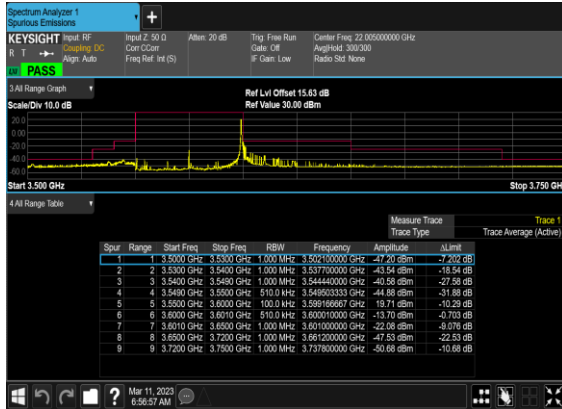 Spectrum Analyzer 1
Spurious Emissions
KEYSIGHT Input: RF Input Z: 50 Ω Atten: 20 dB Trig: Free Run Center Freq: 22.005000000 GHz
R T Coupling: DC Corr CCorr Gate: Off Avg|Hold: 300/300
Align: Auto Freq Ref: Int (S) IF Gain: Low Radio Std: None
PASS
3 All Range Graph
Ref Lvl Offset 15.63 dB
Scale/Div 10.0 dB Ref Value 30.00 dBm
20.0
0.00
-20.0
-40.0
-60.0
Start 3.500 GHz Stop 3.750 GH
4 All Range Table
Measure Trace Trace 1
Trace Type Trace Average (Active)
Spur Range Start Freq Stop Freq RBW Frequency Amplitude ΔLimit
1 1 3.5000 GHz 3.5300 GHz 1.000 MHz 3.502100000 GHz -47.20 dBm -7.202 dB
2 2 3.5300 GHz 3.5400 GHz 1.000 MHz 3.537700000 GHz -43.54 dBm -18.54 dB
3 3 3.5400 GHz 3.5490 GHz 1.000 MHz 3.544440000 GHz -40.58 dBm -27.58 dB
4 4 3.5490 GHz 3.5500 GHz 510.0 kHz 3.549503333 GHz -44.88 dBm -31.88 dB
5 5 3.5500 GHz 3.6000 GHz 100.0 kHz 3.599166667 GHz 19.71 dBm -10.29 dB
6 6 3.6000 GHz 3.6010 GHz 510.0 kHz 3.600010000 GHz -13.70 dBm -0.703 dB
7 7 3.6010 GHz 3.6500 GHz 1.000 MHz 3.601000000 GHz -22.08 dBm -9.076 dB
8 8 3.6500 GHz 3.7200 GHz 1.000 MHz 3.661200000 GHz -47.53 dBm -22.53 dB
9 9 3.7200 GHz 3.7500 GHz 1.000 MHz 3.737800000 GHz -50.68 dBm -10.68 dB
Mar 11, 2023
6:56:57 AM